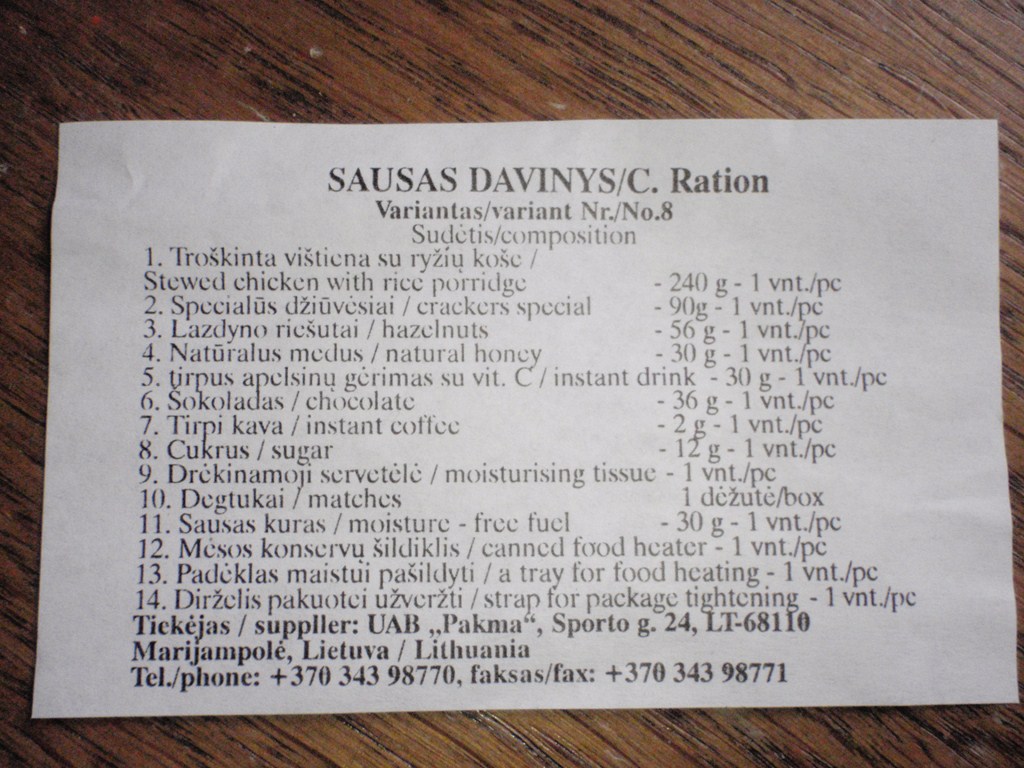 SAUSAS DAVINYS/C. Ration
Variantas/variant Nr./No.8
Sudėtis/composition
1. Troškinta vištiena su ryžių koše /
Stewed chicken with rice porridge - 240 g - 1 vnt./pc
2. Specialūs džiūvėsiai / crackers special - 90g - 1 vnt./pc
3. Lazdyno riešutai / hazelnuts - 56 g - 1 vnt./pc
4. Natūralus medus / natural honey - 30 g - 1 vnt./pc
5. tirpus apelsinų gėrimas su vit. C / instant drink - 30 g - 1 vnt./pc
6. Šokoladas / chocolate - 36 g - 1 vnt./pc
7. Tirpi kava / instant coffee - 2 g - 1 vnt./pc
8. Cukrus / sugar - 12 g - 1 vnt./pc
9. Drėkinamoji servetėlė / moisturising tissue - 1 vnt./pc
10. Degtukai / matches 1 dėžutė/box
11. Sausas kuras / moisture - free fuel - 30 g - 1 vnt./pc
12. Mėsos konservų šildiklis / canned food heater - 1 vnt./pc
13. Padėklas maistui pašildyti / a tray for food heating - 1 vnt./pc
14. Dirželis pakuotei užveržti / strap for package tightening - 1 vnt./pc
Tiekėjas / suppller: UAB „Pakma“, Sporto g. 24, LT-68110
Marijampolė, Lietuva / Lithuania
Tel./phone: +370 343 98770, faksas/fax: +370 343 98771